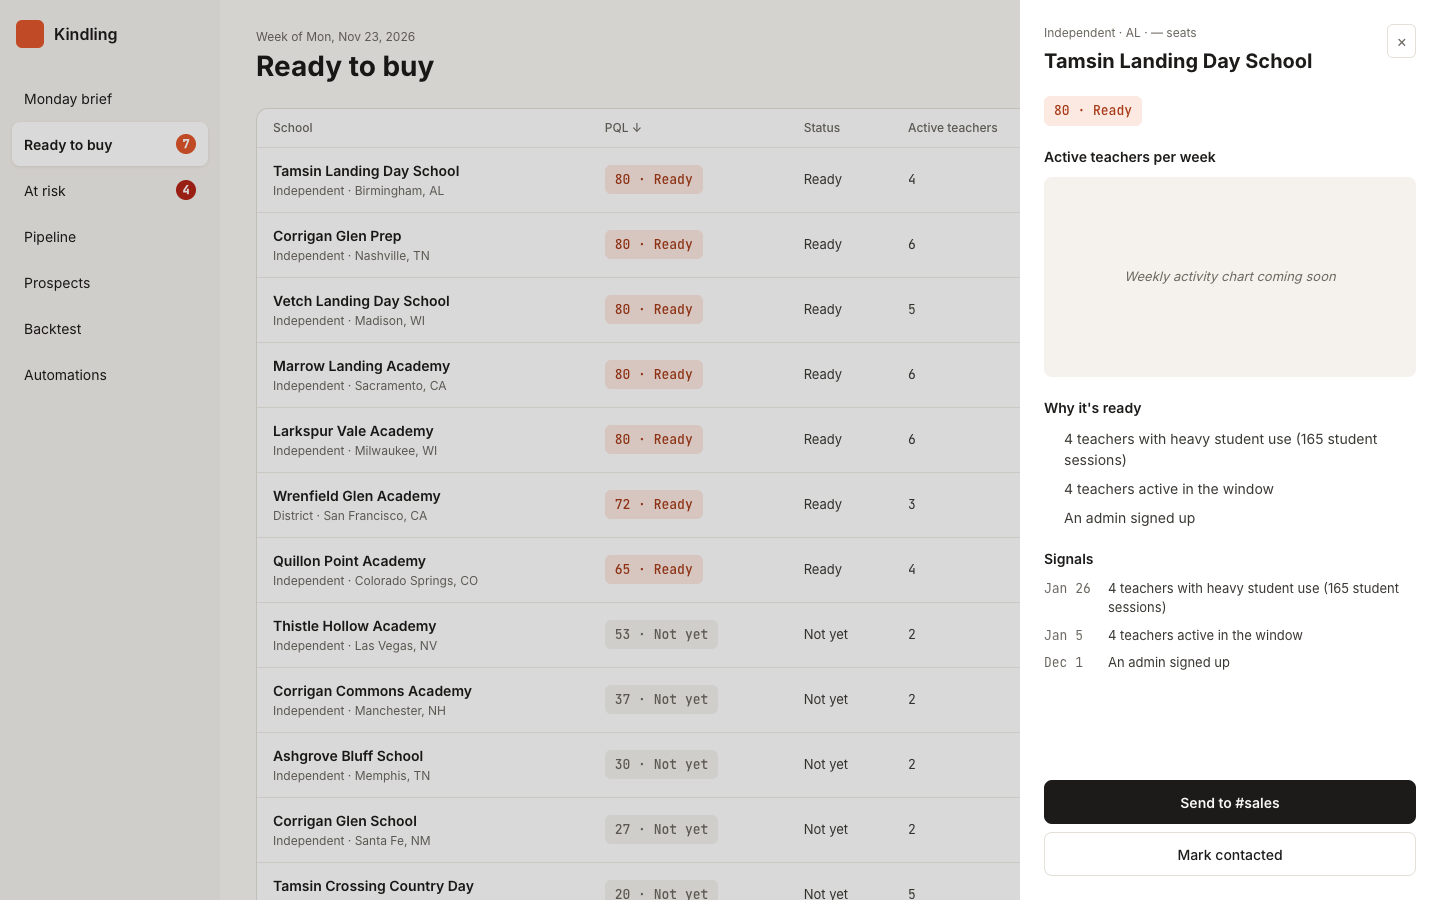 Kindling
Monday brief
Ready to buy 7
At risk 4
Pipeline
Prospects
Backtest
Automations
Week of Mon, Nov 23, 2026
Ready to buy
School PQL ↓ Status Active teachers
Tamsin Landing Day School
Independent · Birmingham, AL
80 · Ready Ready 4
Corrigan Glen Prep
Independent · Nashville, TN
80 · Ready Ready 6
Vetch Landing Day School
Independent · Madison, WI
80 · Ready Ready 5
Marrow Landing Academy
Independent · Sacramento, CA
80 · Ready Ready 6
Larkspur Vale Academy
Independent · Milwaukee, WI
80 · Ready Ready 6
Wrenfield Glen Academy
District · San Francisco, CA
72 · Ready Ready 3
Quillon Point Academy
Independent · Colorado Springs, CO
65 · Ready Ready 4
Thistle Hollow Academy
Independent · Las Vegas, NV
53 · Not yet Not yet 2
Corrigan Commons Academy
Independent · Manchester, NH
37 · Not yet Not yet 2
Ashgrove Bluff School
Independent · Memphis, TN
30 · Not yet Not yet 2
Corrigan Glen School
Independent · Santa Fe, NM
27 · Not yet Not yet 2
Tamsin Crossing Country Day
20 · Not yet Not yet 5
Independent · AL · — seats
Tamsin Landing Day School
×
80 · Ready
Active teachers per week
Weekly activity chart coming soon
Why it's ready
4 teachers with heavy student use (165 student
sessions)
4 teachers active in the window
An admin signed up
Signals
Jan 26 4 teachers with heavy student use (165 student
sessions)
Jan 5 4 teachers active in the window
Dec 1 An admin signed up
Send to #sales
Mark contacted